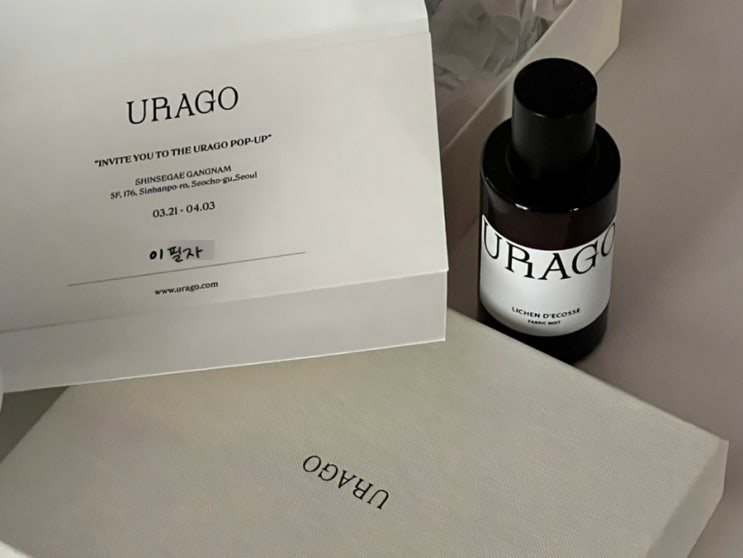 URAGO
"INVITE YOU TO THE URAGO POP-UP"
SHINSEGAE GANGNAM
5F, 176, Sinbanpo-ro, Seocho-gu, Seoul
03.21 - 04.03
이필자
www.urago.com
URAGO
LICHEN D'ECOSSE
FABRIC MIST
URAGO